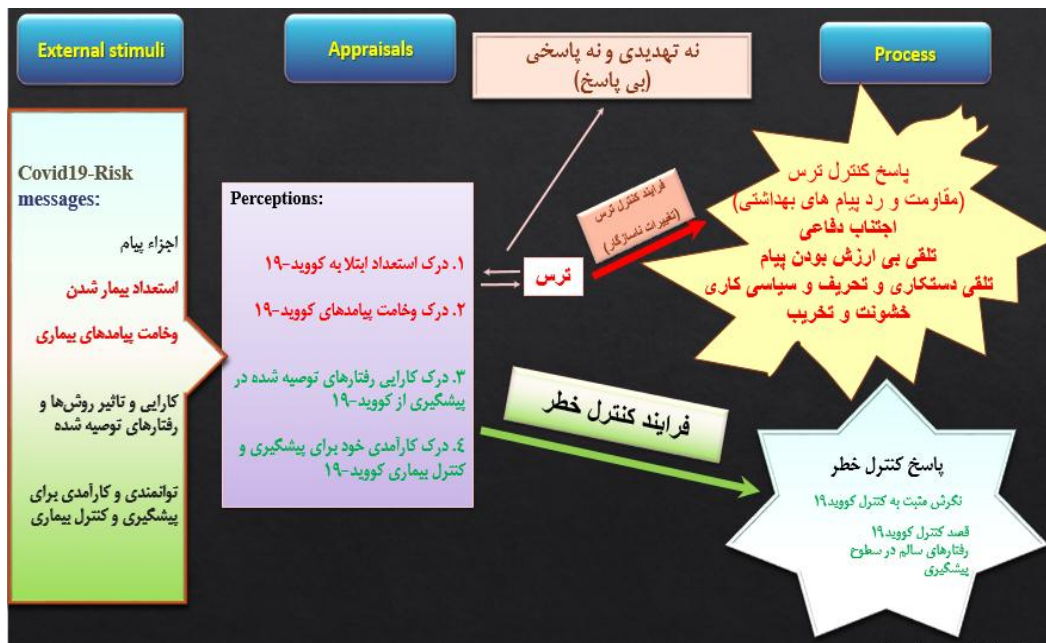 External stimuli
Appraisals
نه تهدیدی و نه پاسخی
(بی پاسخ)
Process
Covid19-Risk
messages:
اجزاء پیام
استعداد بیمار شدن
وخامت پیامدهای بیماری
کارایی و تاثیر روش‌ها و
رفتارهای توصیه شده
توانمندی و کارآمدی برای
پیشگیری و کنترل بیماری
Perceptions:
۱. درک استعداد ابتلا به کووید-۱۹
۲. درک وخامت پیامدهای کووید-۱۹
۳. درک کارایی رفتارهای توصیه شده در
پیشگیری از کووید-۱۹
۴. درک کارآمدی خود برای پیشگیری و
کنترل بیماری کووید-۱۹
ترس
فرایند کنترل ترس
(تغییرات ناسازگار)
پاسخ کنترل ترس
(مقاومت و رد پیام های بهداشتی)
اجتناب دفاعی
تلقی بی ارزش بودن پیام
تلقی دستکاری و تحریف و سیاسی کاری
خشونت و تخریب
فرایند کنترل خطر
پاسخ کنترل خطر
نگرش مثبت به کنترل کووید۱۹
قصد کنترل کووید۱۹
رفتارهای سالم در سطوح
پیشگیری